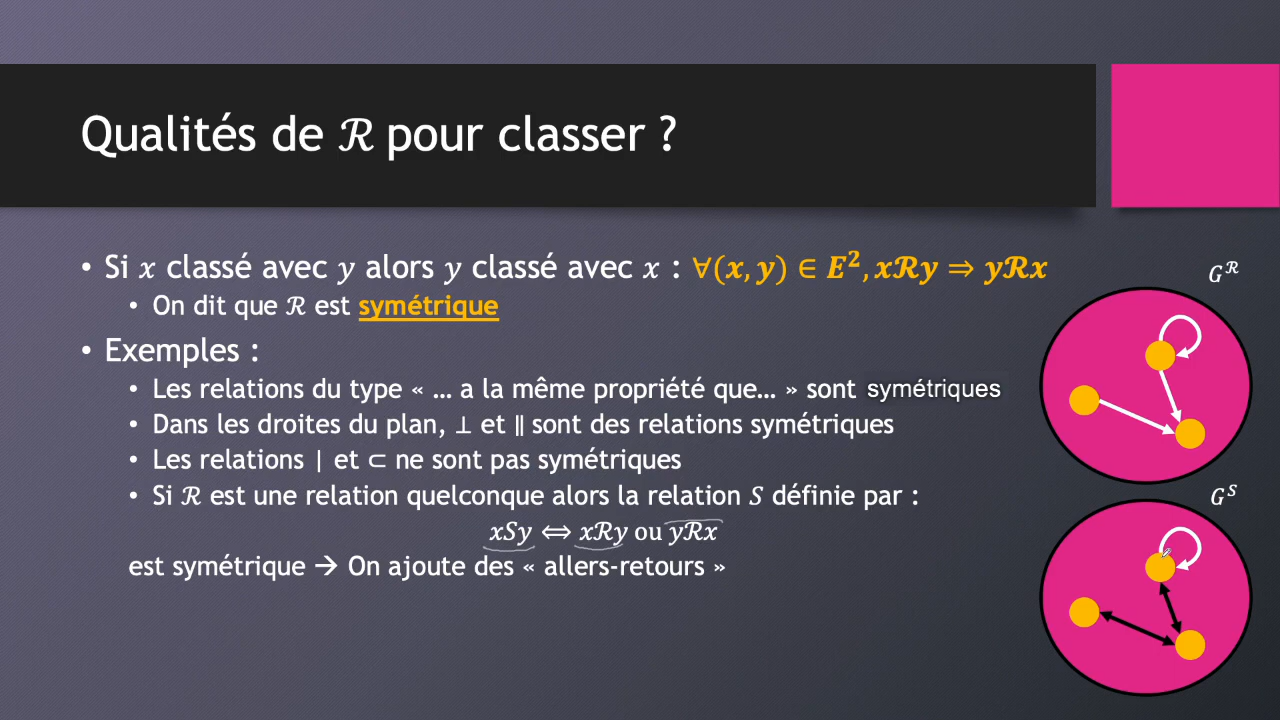 Qualités de ℛ pour classer ?
• Si 𝑥 classé avec 𝑦 alors 𝑦 classé avec 𝑥 : ∀(𝒙, 𝒚) ∈ 𝑬², 𝒙ℛ𝒚 ⇒ 𝒚ℛ𝒙
• On dit que ℛ est symétrique
• Exemples :
• Les relations du type « … a la même propriété que… » sont symétriques
• Dans les droites du plan, ⊥ et ∥ sont des relations symétriques
• Les relations | et ⊂ ne sont pas symétriques
• Si ℛ est une relation quelconque alors la relation 𝑆 définie par :
𝑥𝑆𝑦 ⟺ 𝑥ℛ𝑦 ou 𝑦ℛ𝑥
est symétrique → On ajoute des « allers-retours »
𝐺^ℛ
𝐺^𝑆